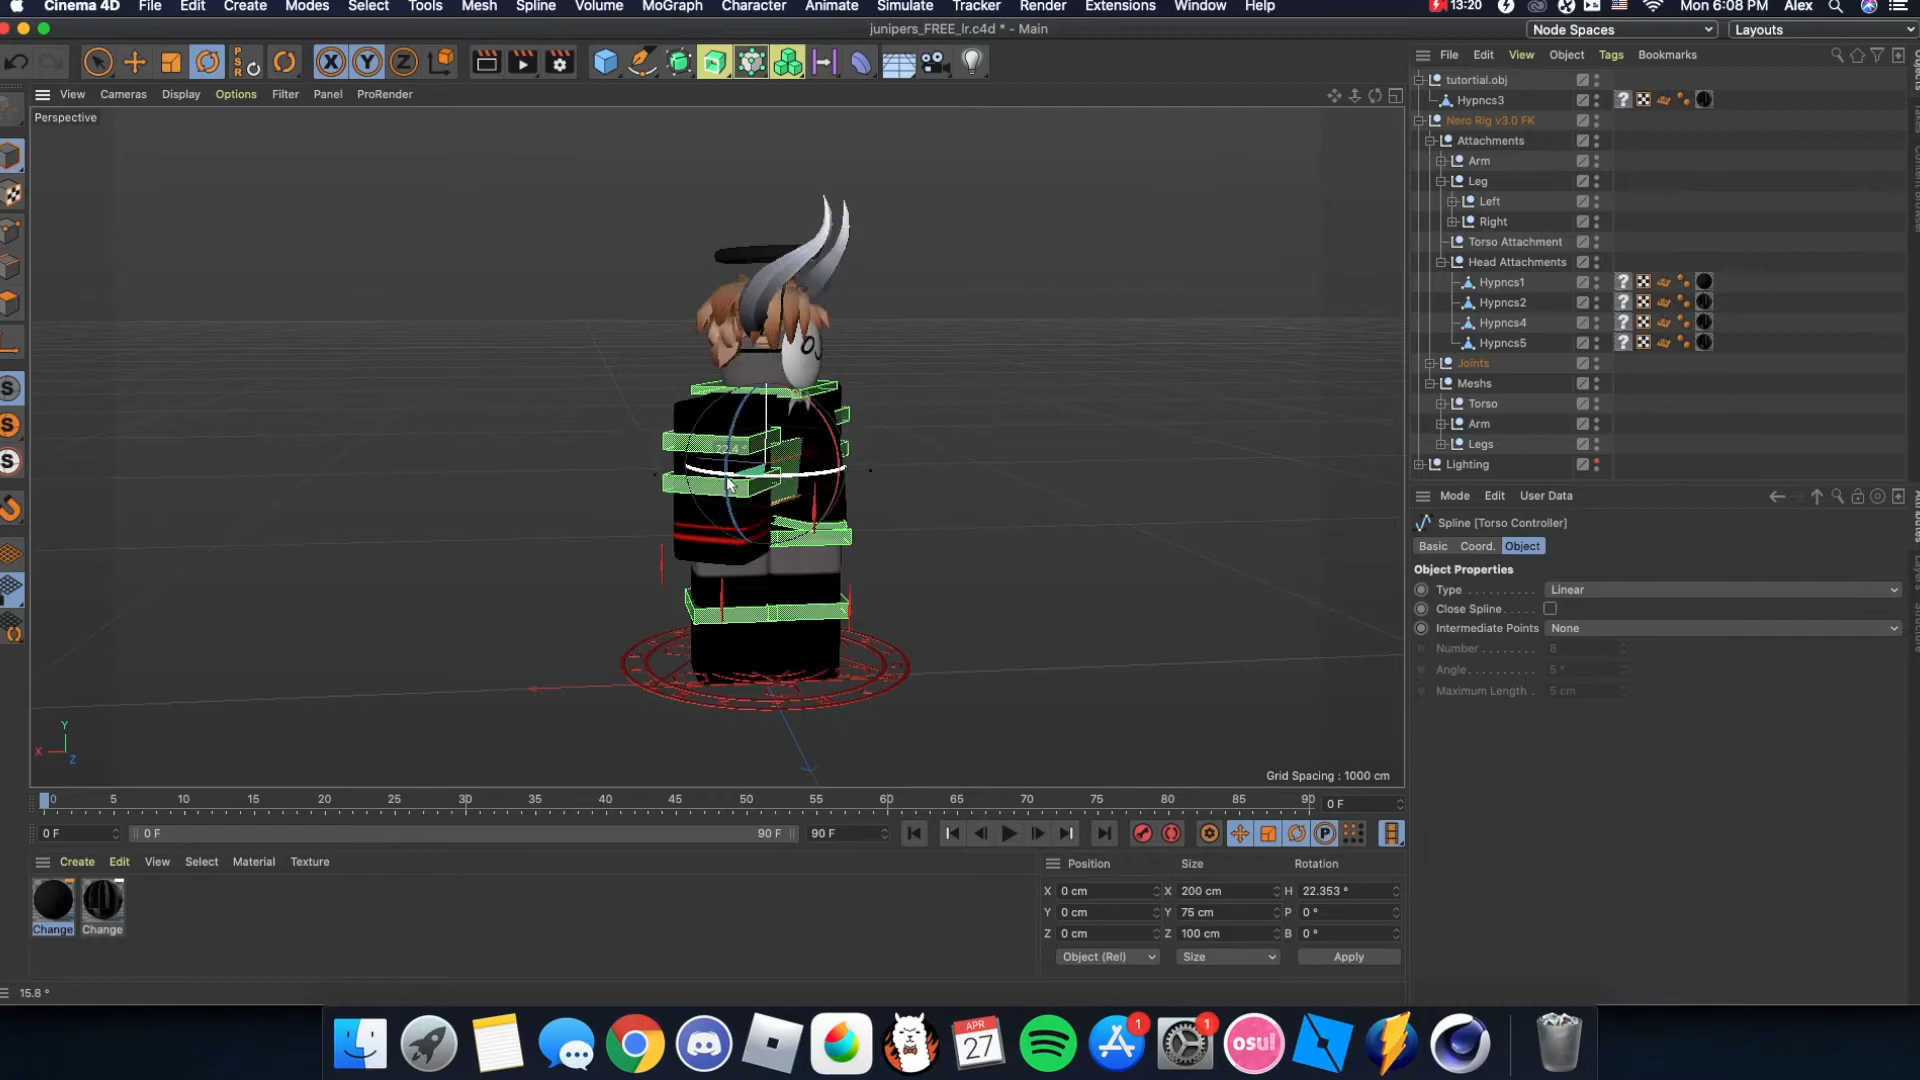 Cinema 4D File Edit Create Modes Select Tools Mesh Spline Volume MoGraph Character Animate Simulate Tracker Render Extensions Window Help 13:20 Mon 6:08 PM Alex
junipers_FREE_Ir.c4d * - Main
Node Spaces Layouts
View Cameras Display Options Filter Panel ProRender
Perspective
22.4 °
Grid Spacing : 1000 cm
File Edit View Object Tags Bookmarks
tutortial.obj
Hypncs3
Nero Rig v3.0 FK
Attachments
Arm
Leg
Left
Right
Torso Attachment
Head Attachments
Hypncs1
Hypncs2
Hypncs4
Hypncs5
Joints
Meshs
Torso
Arm
Legs
Lighting
Mode Edit User Data
Spline [Torso Controller]
Basic Coord. Object
Object Properties
Type Linear
Close Spline
Intermediate Points None
Number 8
Angle 5 °
Maximum Length 5 cm
0 5 10 15 20 25 30 35 40 45 50 55 60 65 70 75 80 85 90 0 F
0 F 0 F 90 F 90 F
Create Edit View Select Material Texture
Change Change
Position Size Rotation
X 0 cm X 200 cm H 22.353 °
Y 0 cm Y 75 cm P 0 °
Z 0 cm Z 100 cm B 0 °
Object (Rel) Size Apply
15.8 °
X Y Z
APR 27 1 1 osu!